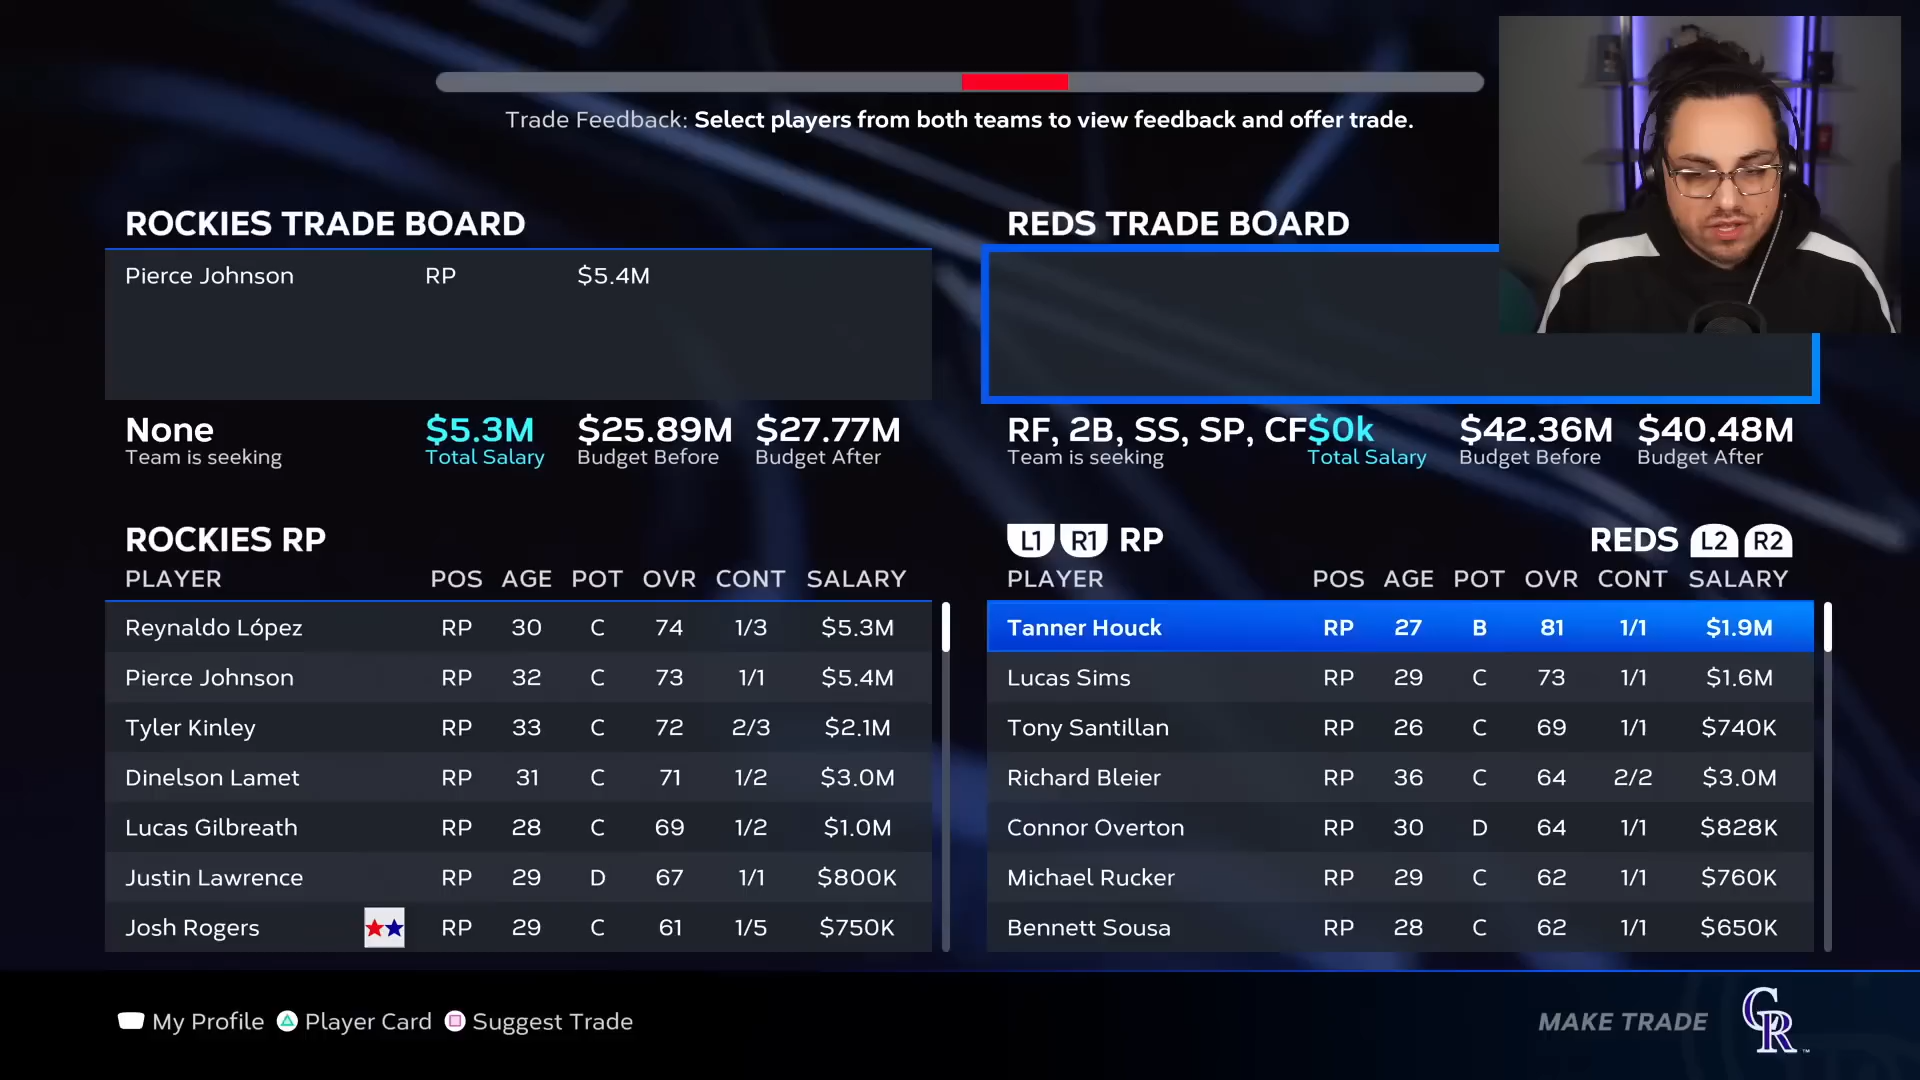 Trade Feedback: Select players from both teams to view feedback and offer trade.
ROCKIES TRADE BOARD
Pierce Johnson RP $5.4M
None $5.3M $25.89M $27.77M
Team is seeking Total Salary Budget Before Budget After
REDS TRADE BOARD
RF, 2B, SS, SP, CF $0k $42.36M $40.48M
Team is seeking Total Salary Budget Before Budget After
ROCKIES RP
PLAYER POS AGE POT OVR CONT SALARY
Reynaldo López RP 30 C 74 1/3 $5.3M
Pierce Johnson RP 32 C 73 1/1 $5.4M
Tyler Kinley RP 33 C 72 2/3 $2.1M
Dinelson Lamet RP 31 C 71 1/2 $3.0M
Lucas Gilbreath RP 28 C 69 1/2 $1.0M
Justin Lawrence RP 29 D 67 1/1 $800K
Josh Rogers RP 29 C 61 1/5 $750K
L1 R1 RP REDS L2 R2
PLAYER POS AGE POT OVR CONT SALARY
Tanner Houck RP 27 B 81 1/1 $1.9M
Lucas Sims RP 29 C 73 1/1 $1.6M
Tony Santillan RP 26 C 69 1/1 $740K
Richard Bleier RP 36 C 64 2/2 $3.0M
Connor Overton RP 30 D 64 1/1 $828K
Michael Rucker RP 29 C 62 1/1 $760K
Bennett Sousa RP 28 C 62 1/1 $650K
My Profile Player Card Suggest Trade
MAKE TRADE CR